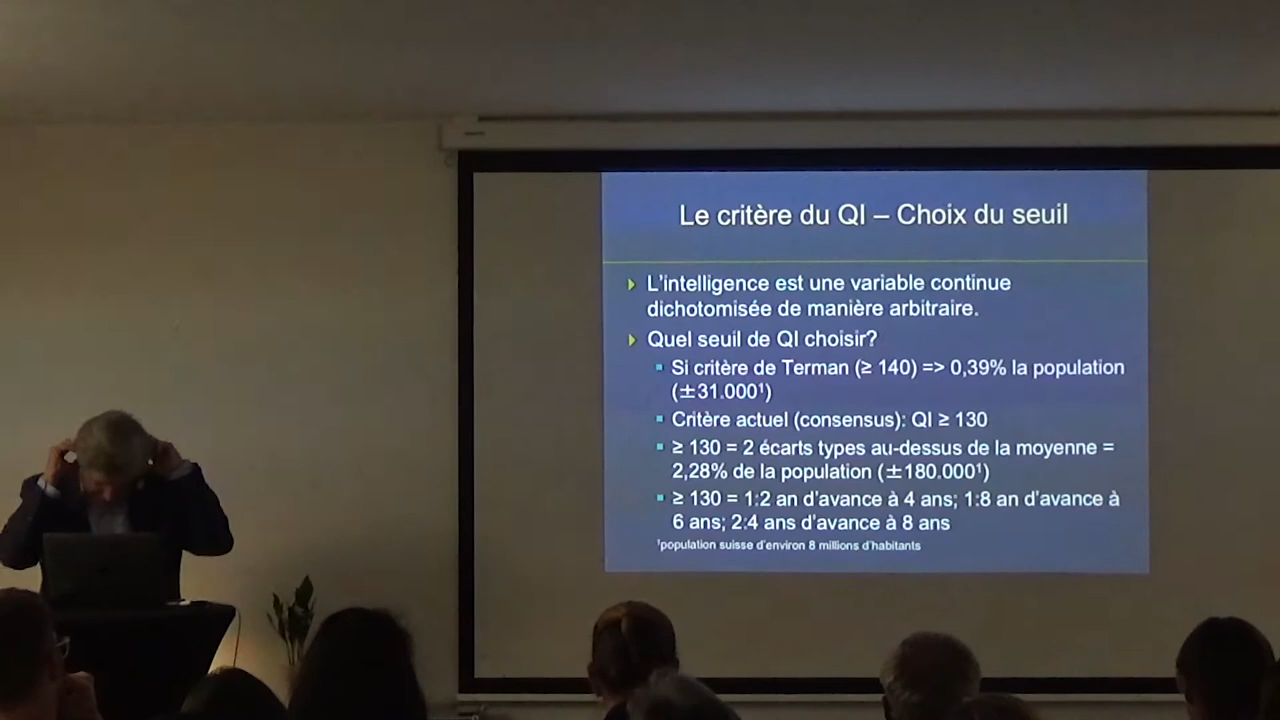 Le critère du QI – Choix du seuil
L'intelligence est une variable continue
dichotomisée de manière arbitraire.
Quel seuil de QI choisir?
Si critère de Terman (≥ 140) => 0,39% la population
(±31.000¹)
Critère actuel (consensus): QI ≥ 130
≥ 130 = 2 écarts types au-dessus de la moyenne =
2,28% de la population (±180.000¹)
≥ 130 = 1:2 an d'avance à 4 ans; 1:8 an d'avance à
6 ans; 2:4 ans d'avance à 8 ans
¹population suisse d'environ 8 millions d'habitants